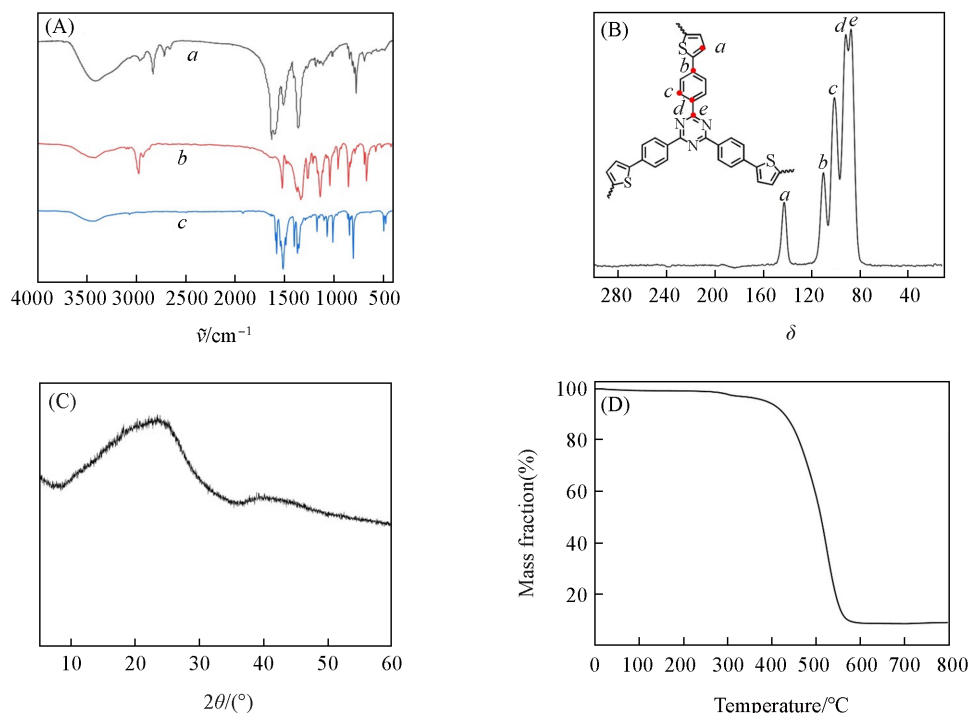 (A)
a
b
c
4000 3500 3000 2500 2000 1500 1000 500
ṽ/cm⁻¹
(B)
S
a
b
c
d e
N N
N
S
S
a
b
c
d
e
280 240 200 160 120 80 40
δ
(C)
10 20 30 40 50 60
2θ/(°)
(D)
100
80
60
40
20
Mass fraction(%)
0 100 200 300 400 500 600 700 800
Temperature/°C